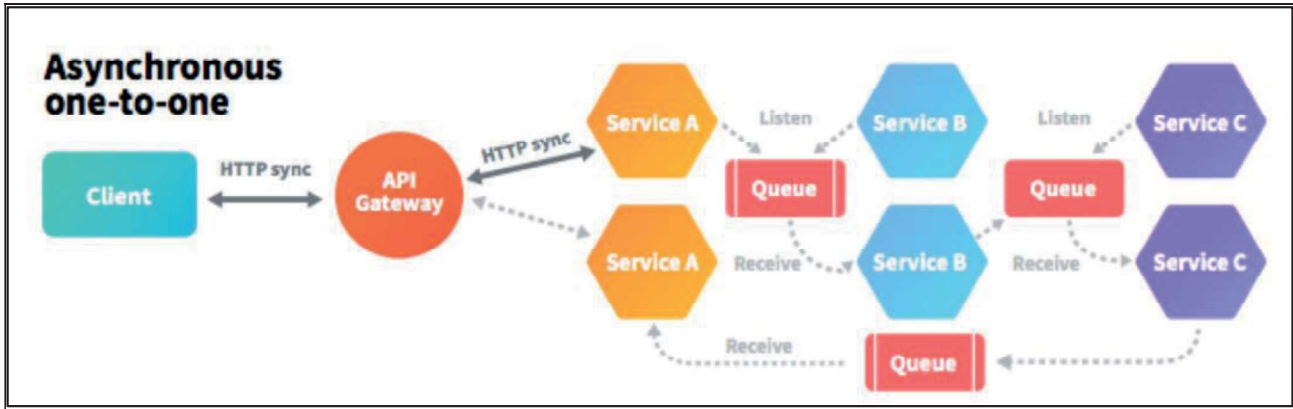 Asynchronous
one-to-one
Client
HTTP sync
API
Gateway
HTTP sync
Service A
Listen
Service B
Listen
Service C
Queue
Queue
Service A
Receive
Service B
Receive
Service C
Receive
Queue